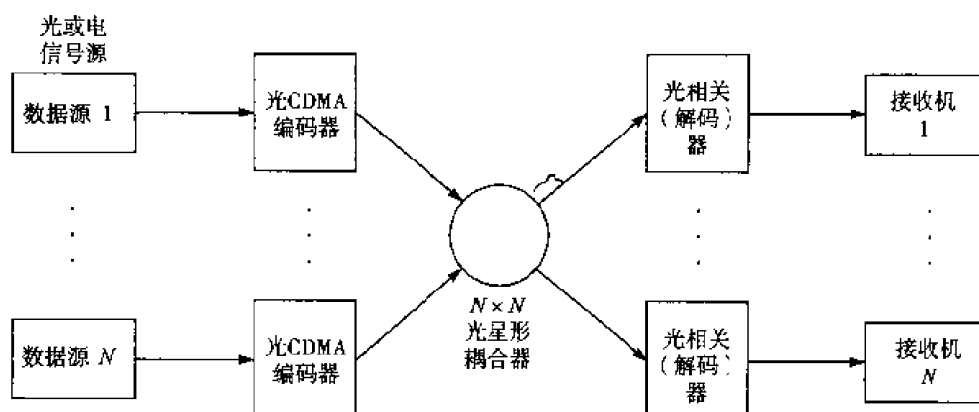 光或电
信号源
数据源 1
光CDMA
编码器
光相关
(解码)
器
接收机
1
N×N
光星形
耦合器
数据源 N
光CDMA
编码器
光相关
(解码)
器
接收机
N